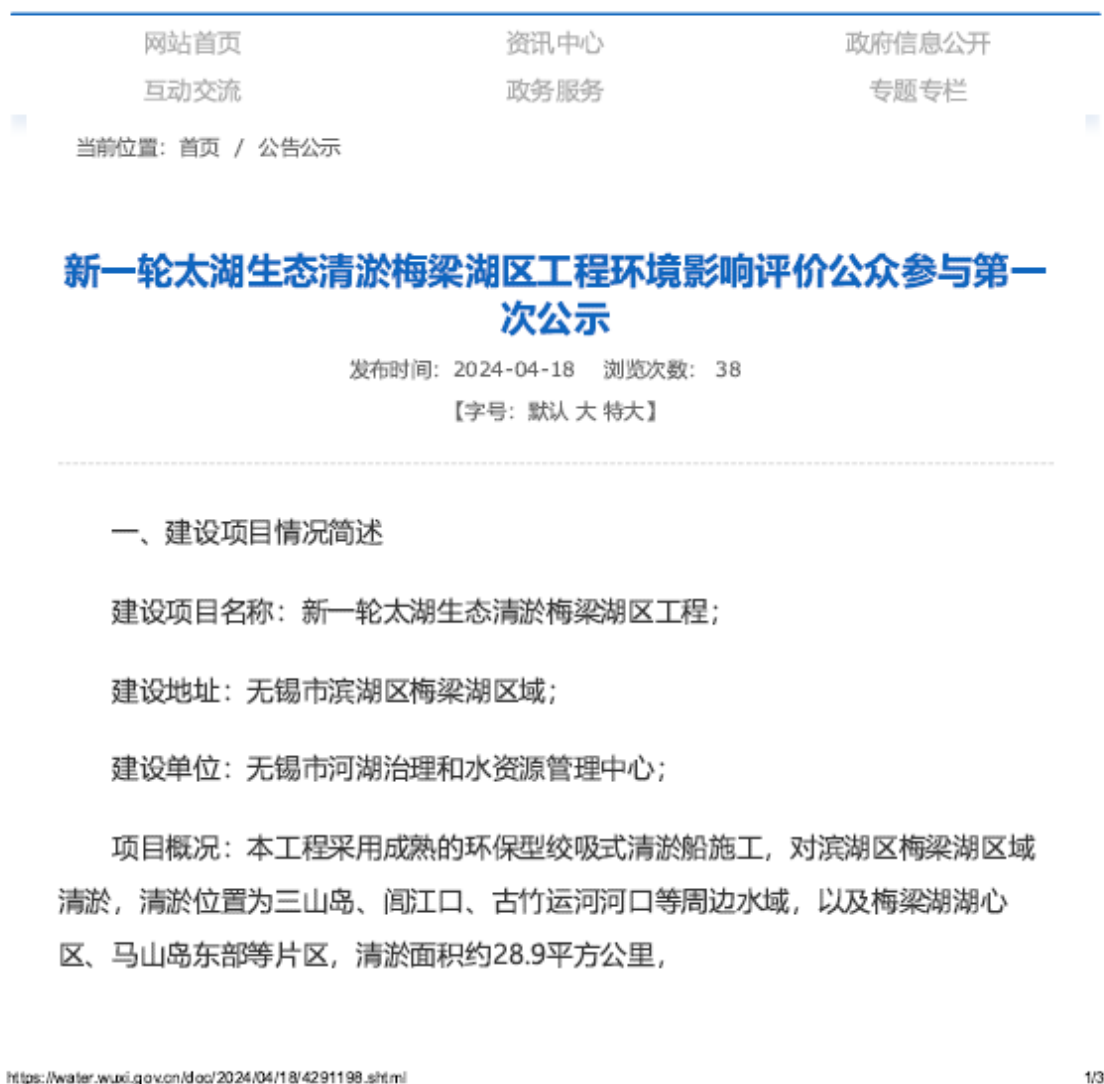 网站首页 资讯中心 政府信息公开
互动交流 政务服务 专题专栏
当前位置：首页 / 公告公示
新一轮太湖生态清淤梅梁湖区工程环境影响评价公众参与第一
次公示
发布时间：2024-04-18 浏览次数： 38
【字号：默认 大 特大】
一、建设项目情况简述
建设项目名称：新一轮太湖生态清淤梅梁湖区工程；
建设地址：无锡市滨湖区梅梁湖区域；
建设单位：无锡市河湖治理和水资源管理中心；
项目概况：本工程采用成熟的环保型绞吸式清淤船施工，对滨湖区梅梁湖区域
清淤，清淤位置为三山岛、闾江口、古竹运河河口等周边水域，以及梅梁湖湖心
区、马山岛东部等片区，清淤面积约28.9平方公里，
https://water.wuxi.gov.cn/doc/2024/04/18/4291198.shtml 1/3